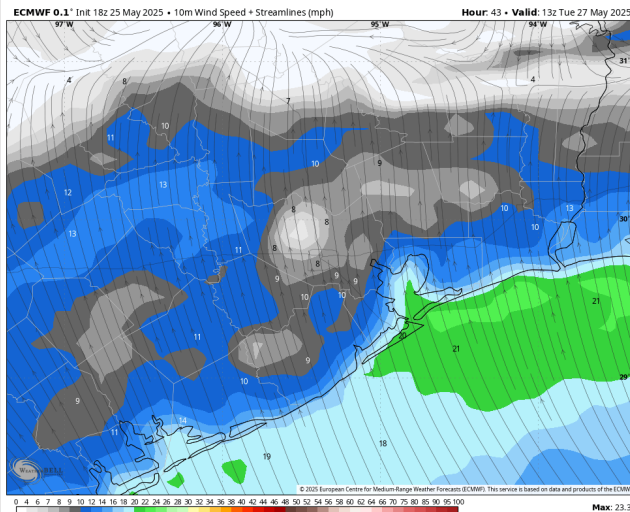 ECMWF 0.1° Init 18z 25 May 2025 • 10m Wind Speed + Streamlines (mph)
Hour: 43 • Valid: 13z Tue 27 May 2025
97°W 96°W 95°W 94°W
31°
4 8 7 4
11 10
10 9
12 13
10 13
8 8 30°
13 11 10
8 8
9 9 9
10 10 21
11 20
21
9 29°
10
9
14
11 18
19
WeatherBELL
© 2025 European Centre for Medium-Range Weather Forecasts (ECMWF). This service is based on data and products of the ECMW
0 4 6 7 8 9 10 12 14 16 18 20 22 24 26 28 30 32 34 36 38 40 42 44 46 48 50 52 54 56 58 60 65 70 75 80 85 90 95 100
Max: 23.3